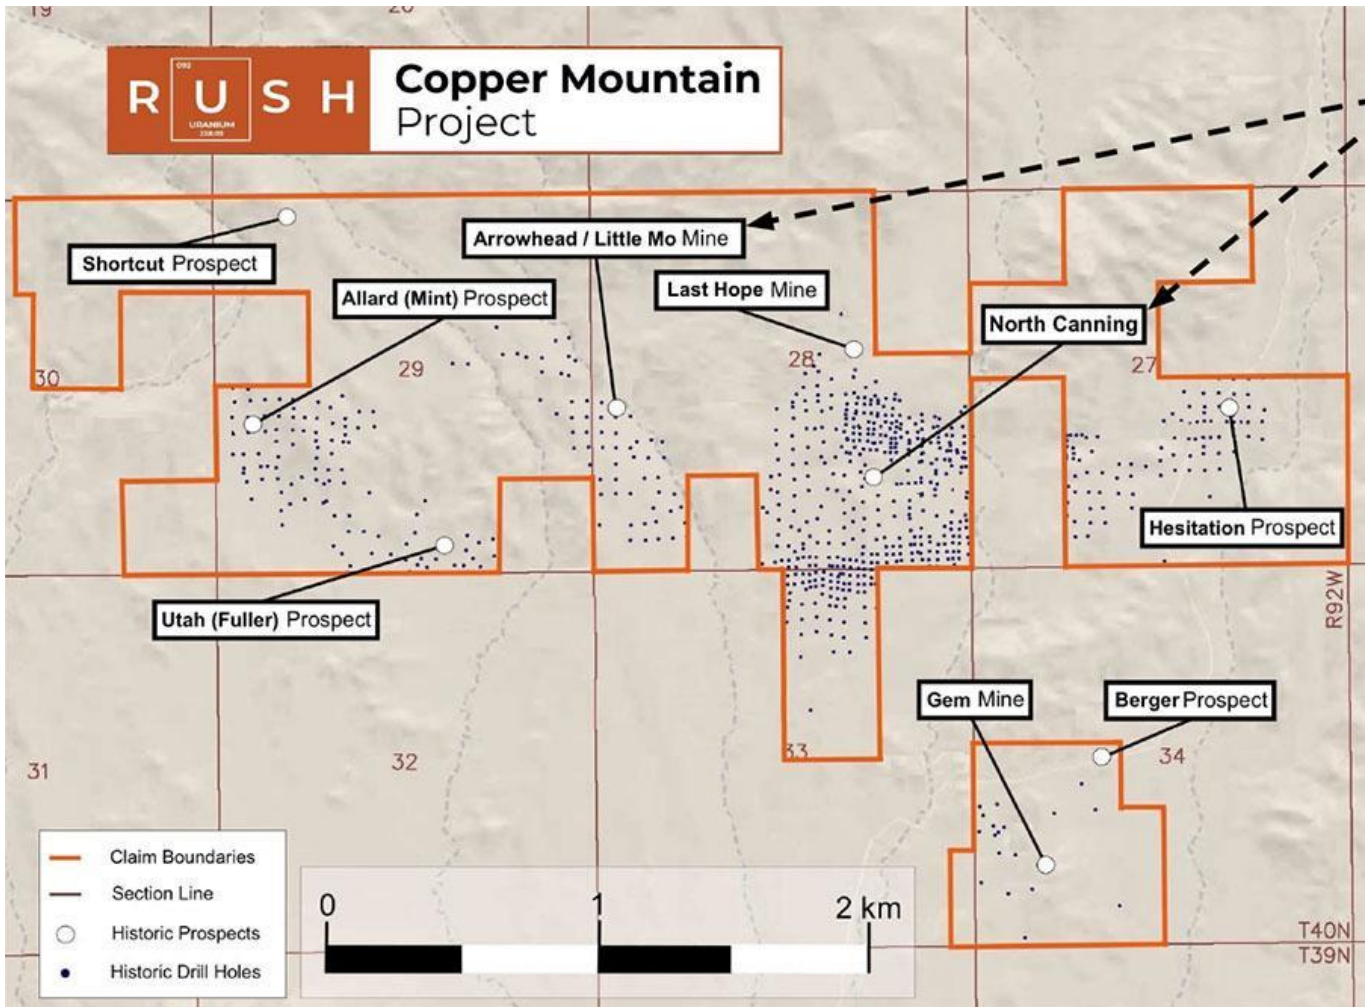 19
20
092
R U S H
URANIUM
Copper Mountain
Project
Shortcut Prospect
Arrowhead / Little Mo Mine
Allard (Mint) Prospect
Last Hope Mine
North Canning
30
29
28
27
Hesitation Prospect
Utah (Fuller) Prospect
R92W
Gem Mine
Berger Prospect
31
32
33
34
Claim Boundaries
Section Line
Historic Prospects
Historic Drill Holes
0 1 2 km
T40N
T39N